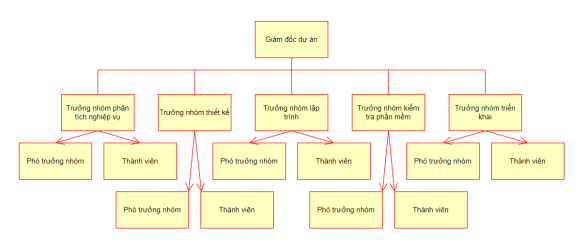 Giám đốc dự án
Trưởng nhóm phân
tích nghiệp vụ
Trưởng nhóm thiết kế
Trưởng nhóm lập
trình
Trưởng nhóm kiểm
tra phần mềm
Trưởng nhóm triển
khai
Phó trưởng nhóm
Thành viên
Phó trưởng nhóm
Thành viên
Phó trưởng nhóm
Thành viên
Phó trưởng nhóm
Thành viên
Phó trưởng nhóm
Thành viên